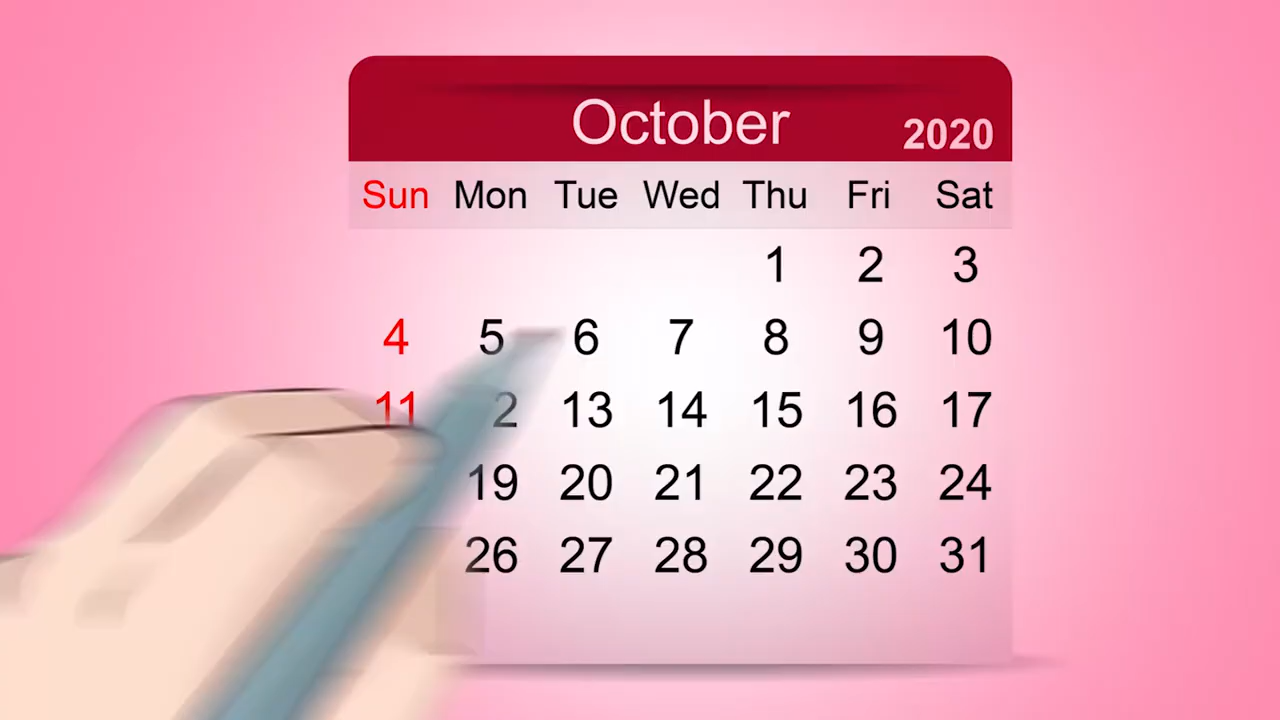 October
2020
Sun Mon Tue Wed Thu Fri Sat
1 2 3
4 5 6 7 8 9 10
11 2 13 14 15 16 17
19 20 21 22 23 24
26 27 28 29 30 31